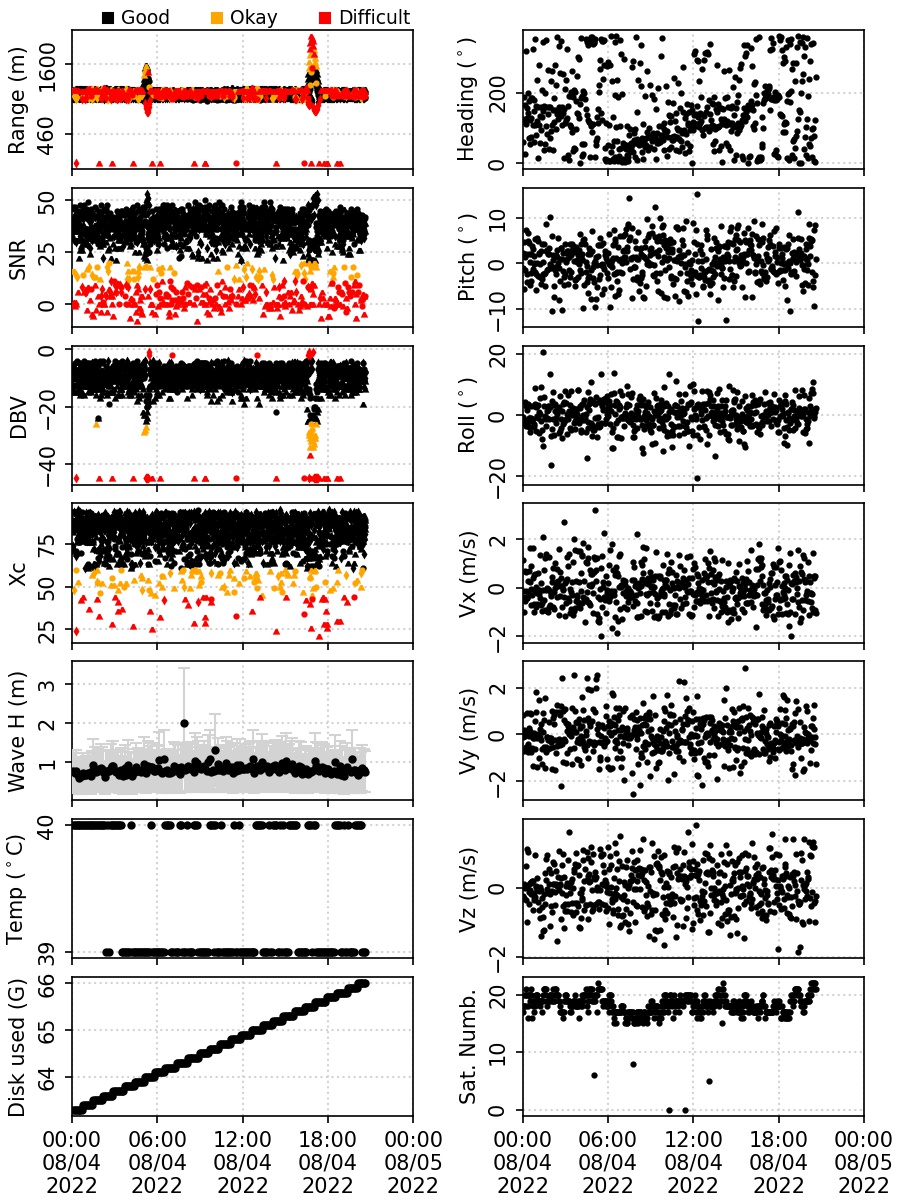 Good Okay Difficult
Range (m)
1600
460
Heading (°)
200
0
SNR
50
25
0
Pitch (°)
10
0
−10
DBV
0
−20
−40
Roll (°)
20
0
−20
Xc
75
50
25
Vx (m/s)
2
0
−2
Wave H (m)
3
2
1
Vy (m/s)
2
0
−2
Temp (°C)
40
39
Vz (m/s)
0
−2
Disk used (G)
66
65
64
Sat. Numb.
20
10
0
00:00 06:00 12:00 18:00 00:00
08/04 08/04 08/04 08/04 08/05
2022 2022 2022 2022 2022
00:00 06:00 12:00 18:00 00:00
08/04 08/04 08/04 08/04 08/05
2022 2022 2022 2022 2022